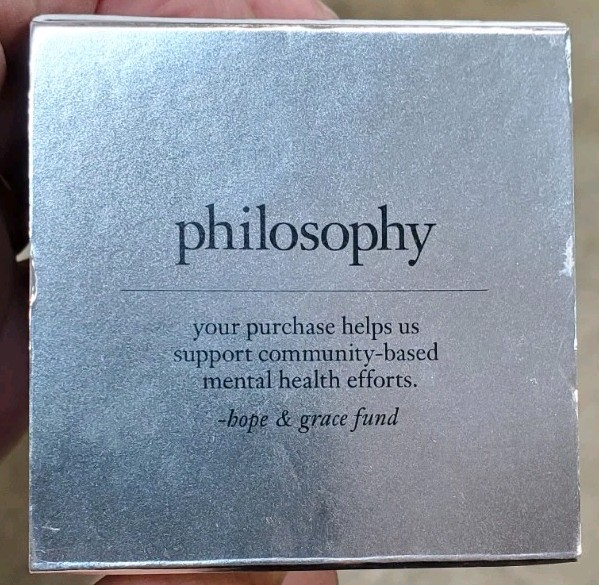 philosophy
your purchase helps us
support community-based
mental health efforts.
-hope & grace fund